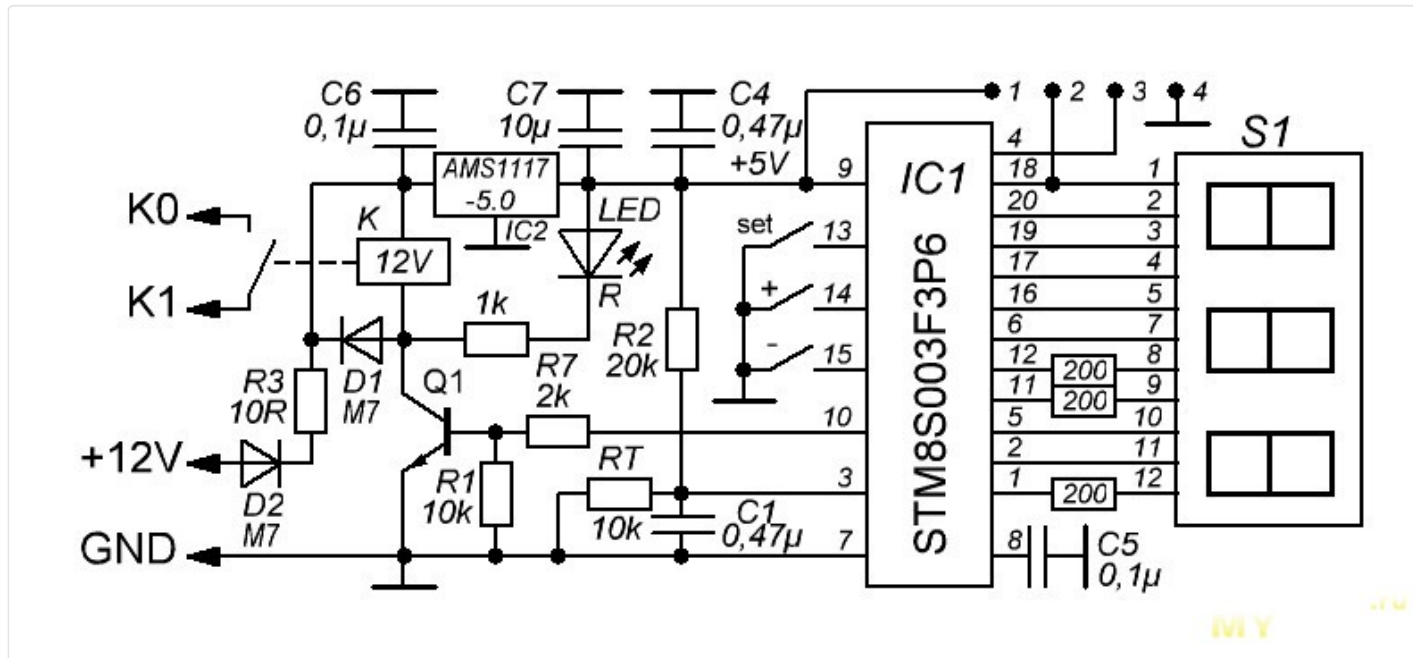 C6
0,1µ
C7
10µ
C4
0,47µ
1
2
3
4
+5V
AMS1117
-5.0
IC2
K0
K
12V
K1
LED
R
1k
R3
10R
D1
M7
Q1
R7
2k
R2
20k
+12V
D2
M7
R1
10k
RT
10k
C1
0,47µ
GND
set
+
-
9
13
14
15
10
3
7
IC1
STM8S003F3P6
4
18
20
19
17
16
6
12
11
5
2
1
8
200
200
200
C5
0,1µ
S1
1
2
3
4
5
7
8
9
10
11
12
MY
.ru